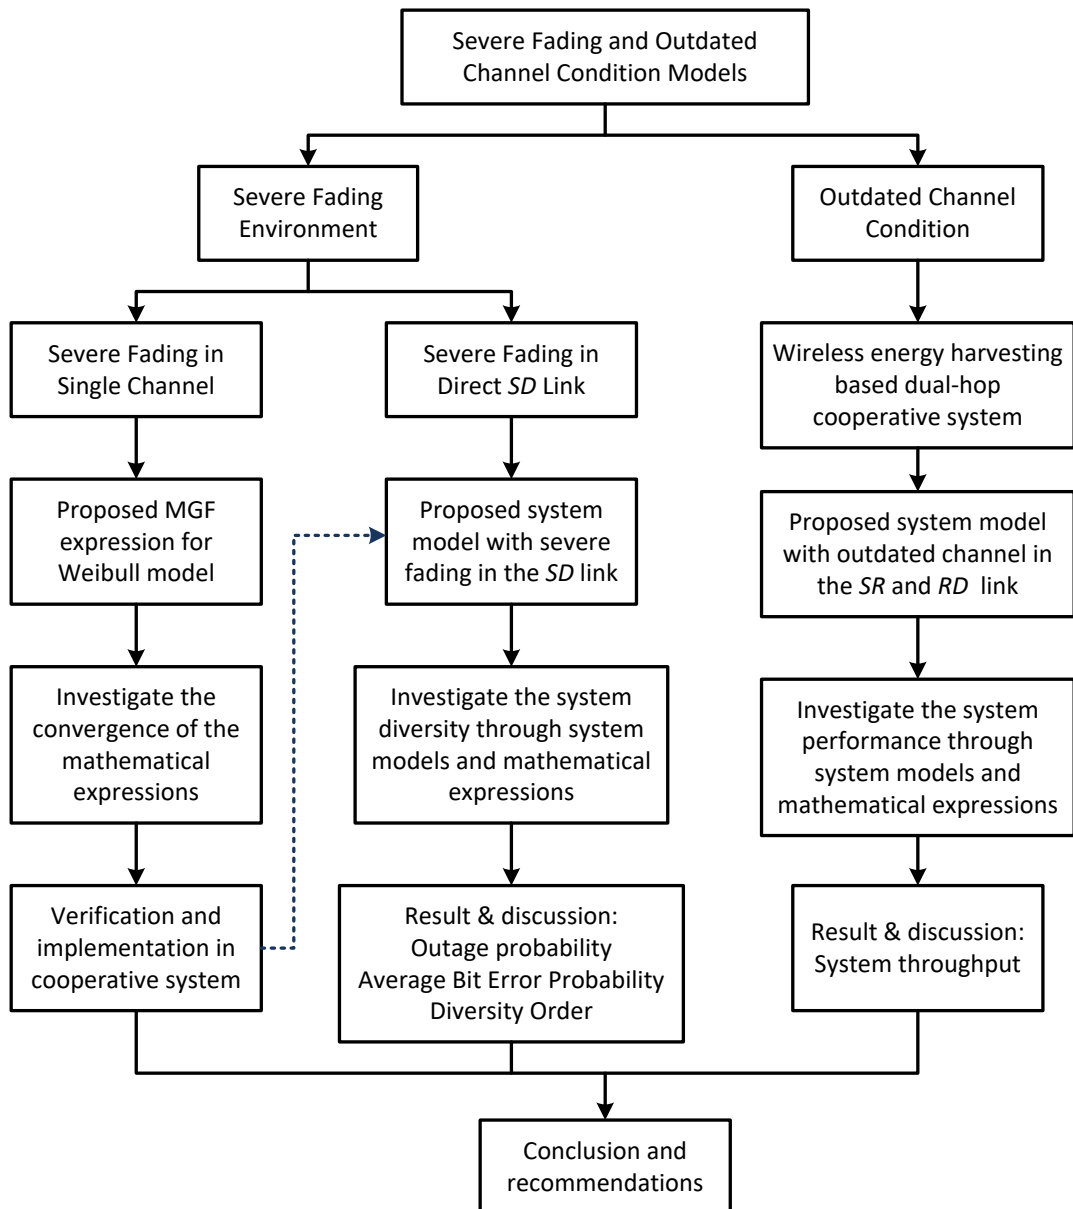 Severe Fading and Outdated
Channel Condition Models
Severe Fading
Environment
Outdated Channel
Condition
Severe Fading in
Single Channel
Severe Fading in
Direct SD Link
Wireless energy harvesting
based dual-hop
cooperative system
Proposed MGF
expression for
Weibull model
Proposed system
model with severe
fading in the SD link
Proposed system model
with outdated channel in
the SR and RD link
Investigate the
convergence of the
mathematical
expressions
Investigate the system
diversity through system
models and mathematical
expressions
Investigate the system
performance through
system models and
mathematical expressions
Verification and
implementation in
cooperative system
Result & discussion:
Outage probability
Average Bit Error Probability
Diversity Order
Result & discussion:
System throughput
Conclusion and
recommendations